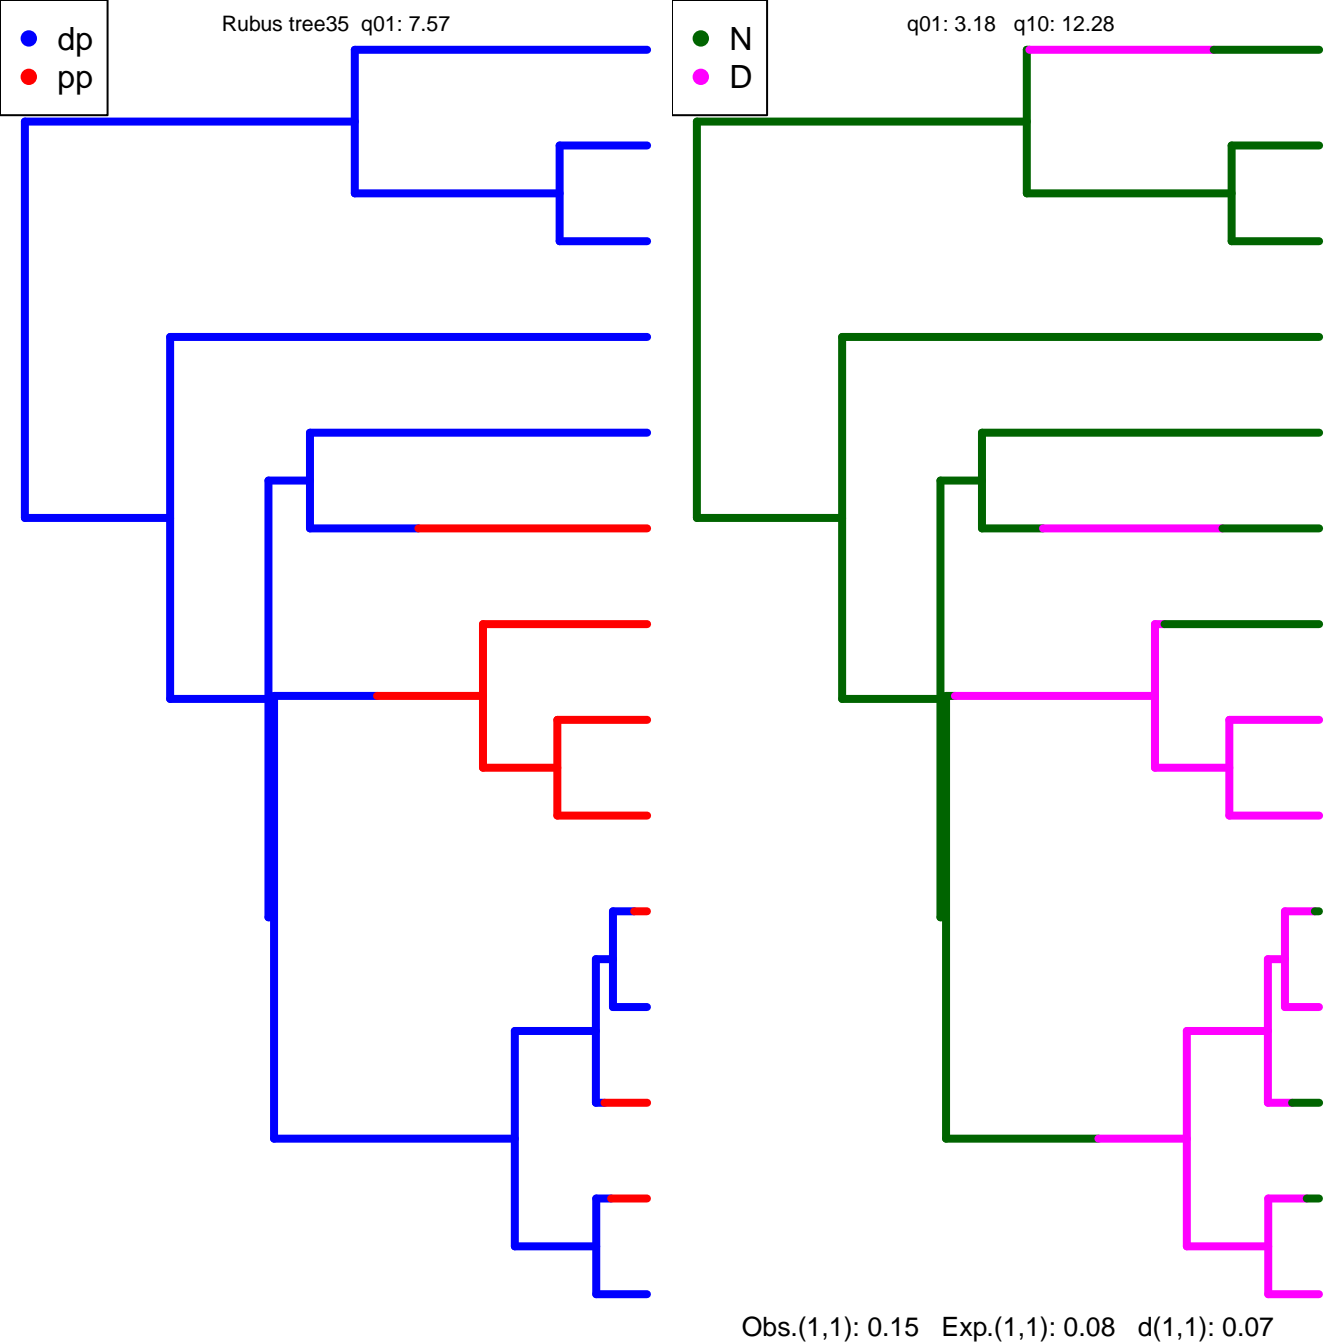 Rubus tree35 q01: 7.57
dp
pp
q01: 3.18 q10: 12.28
N
D
Obs.(1,1): 0.15 Exp.(1,1): 0.08 d(1,1): 0.07